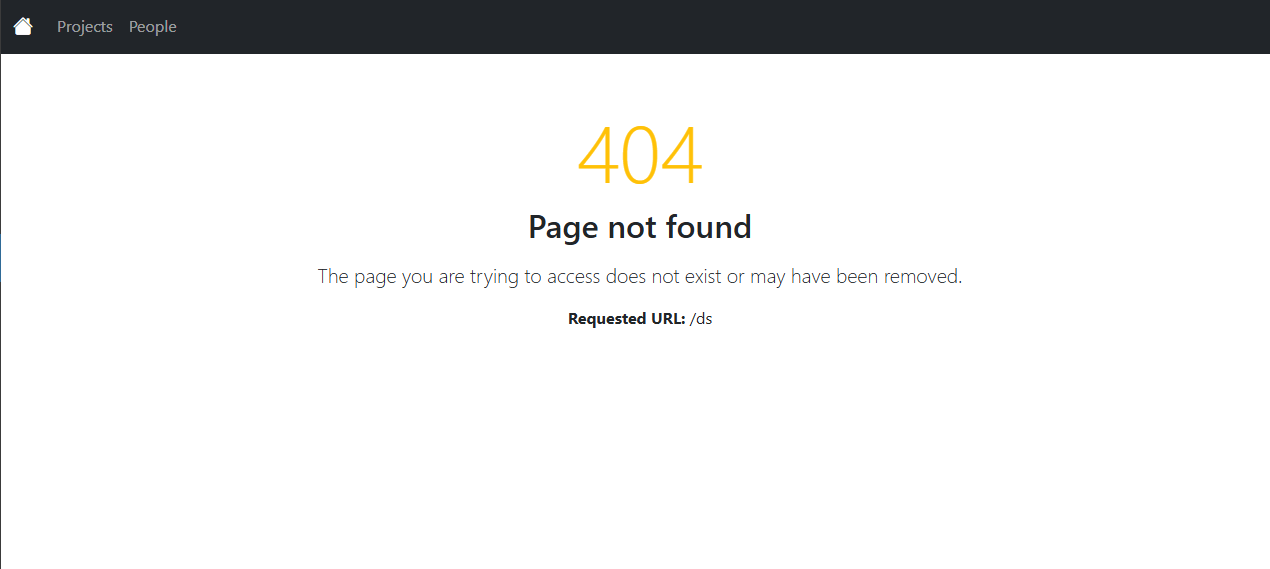 Projects People
404
Page not found
The page you are trying to access does not exist or may have been removed.
Requested URL: /ds